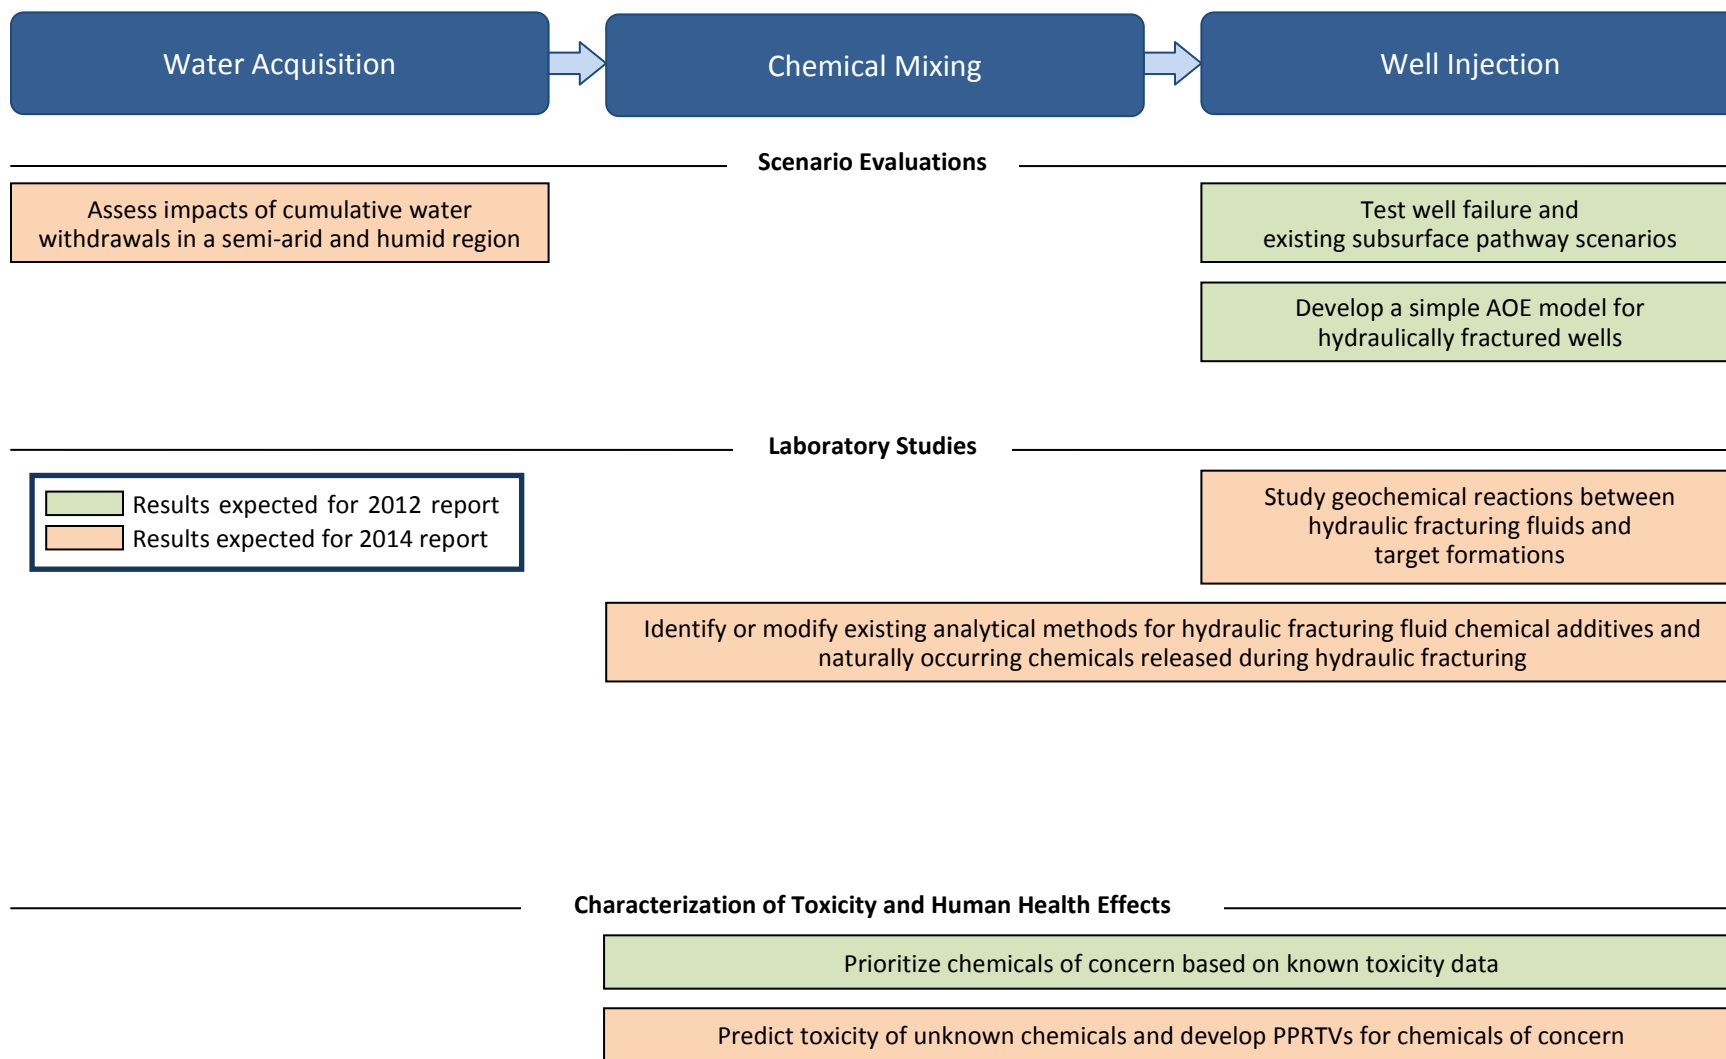 Water Acquisition
Chemical Mixing
Well Injection
Scenario Evaluations
Assess impacts of cumulative water
withdrawals in a semi-arid and humid region
Test well failure and
existing subsurface pathway scenarios
Develop a simple AOE model for
hydraulically fractured wells
Laboratory Studies
Results expected for 2012 report
Results expected for 2014 report
Study geochemical reactions between
hydraulic fracturing fluids and
target formations
Identify or modify existing analytical methods for hydraulic fracturing fluid chemical additives and
naturally occurring chemicals released during hydraulic fracturing
Characterization of Toxicity and Human Health Effects
Prioritize chemicals of concern based on known toxicity data
Predict toxicity of unknown chemicals and develop PPRTVs for chemicals of concern